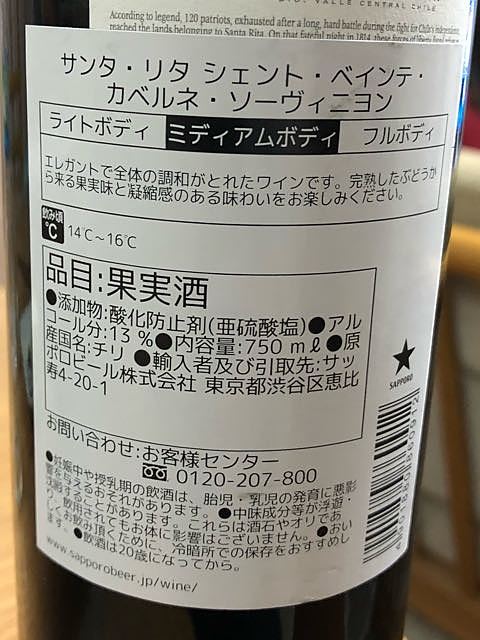 VALLE CENTRAL CHILE
According to legend, 120 patriots, exhausted after a long, hard battle during the fight for Chile's independence,
reached the lands belonging to Santa Rita. On that fateful night in 1814, these
サンタ・リタ シェント・ベインテ・
カベルネ・ソーヴィニヨン
ライトボディ ミディアムボディ フルボディ
エレガントで全体の調和がとれたワインです。完熟したぶどうか
ら来る果実味と凝縮感のある味わいをお楽しみください。
飲み頃 ℃ 14℃~16℃
品目:果実酒
●添加物:酸化防止剤(亜硫酸塩)●アル
コール分:13%●内容量:750mℓ●原
産国名:チリ ●輸入者及び引取先:サッ
ポロビール株式会社 東京都渋谷区恵比
寿4-20-1
SAPPORO
お問い合わせ:お客様センター
0120-207-800
●妊娠中や授乳期の飲酒は、胎児・乳児の発育に悪影
響を与えるおそれがあります。●中味成分が浮遊・
沈殿することがあります。これらは酒石やオリであ
り、飲用されてもお体に影響はございません。●おい
しくお飲み頂くために、冷暗所での保存をおすすめし
ます。●飲酒は20歳になってから。
www.sapporobeer.jp/wine/